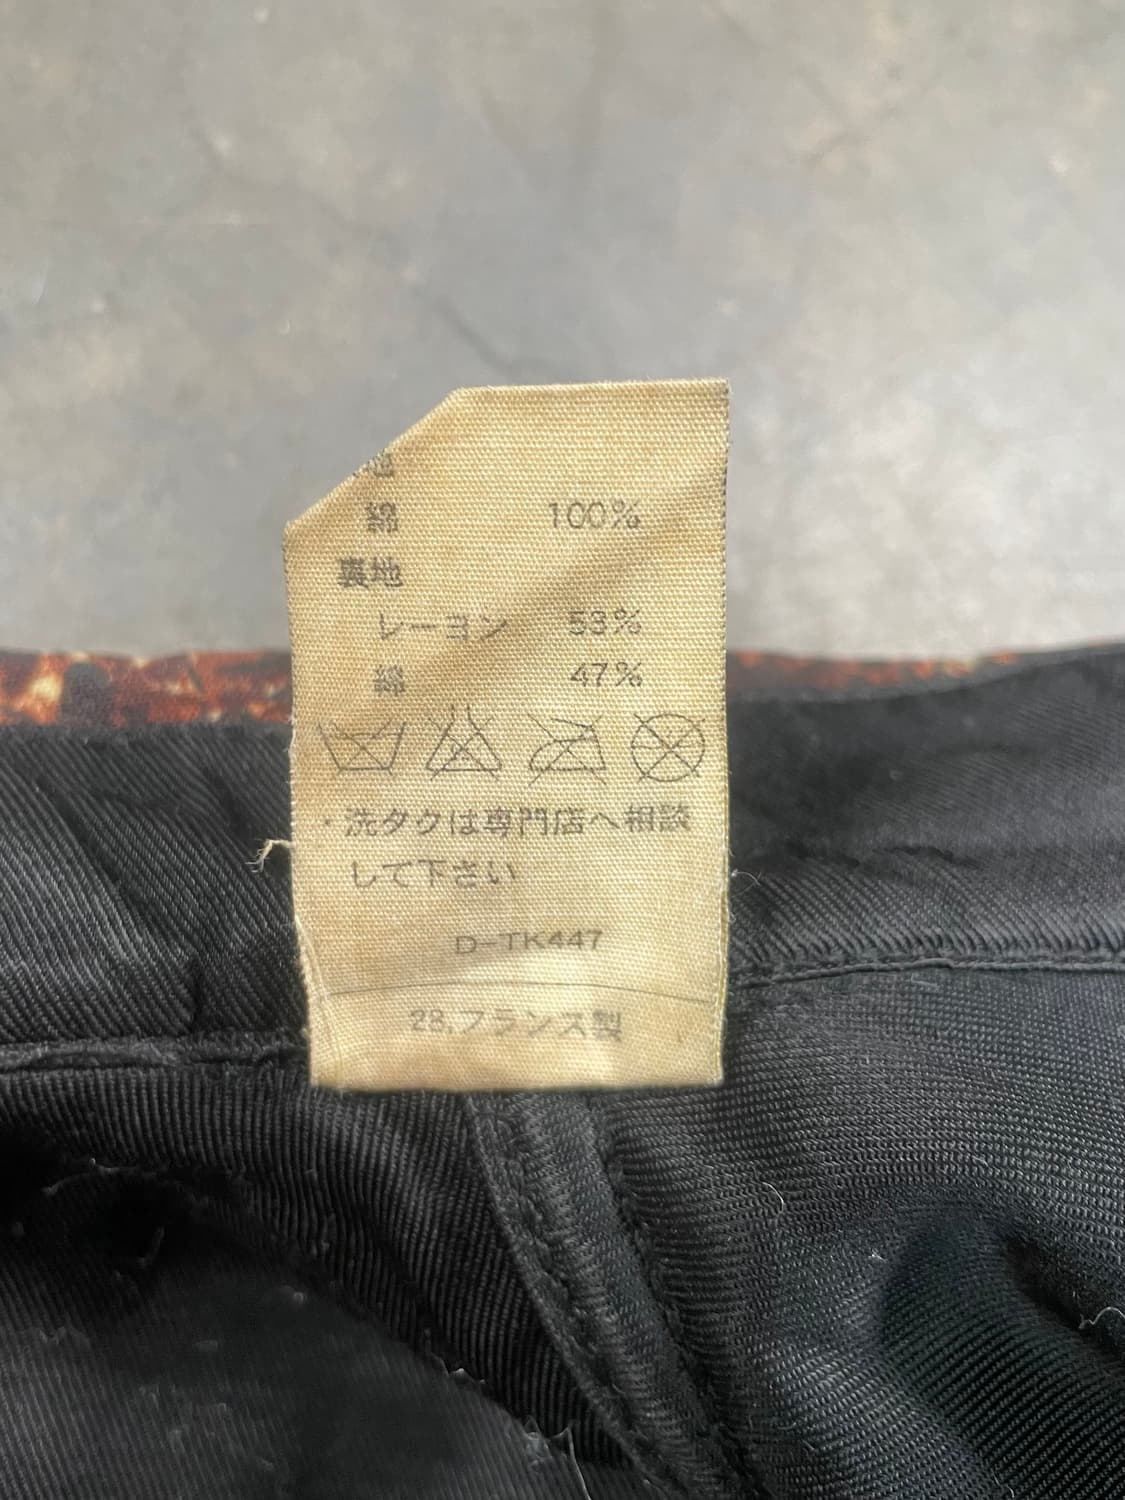 地
綿 100%
裏地
レーヨン 53%
綿 47%
・洗タクは専門店へ相談
して下さい
D-TK447
28,フランス製